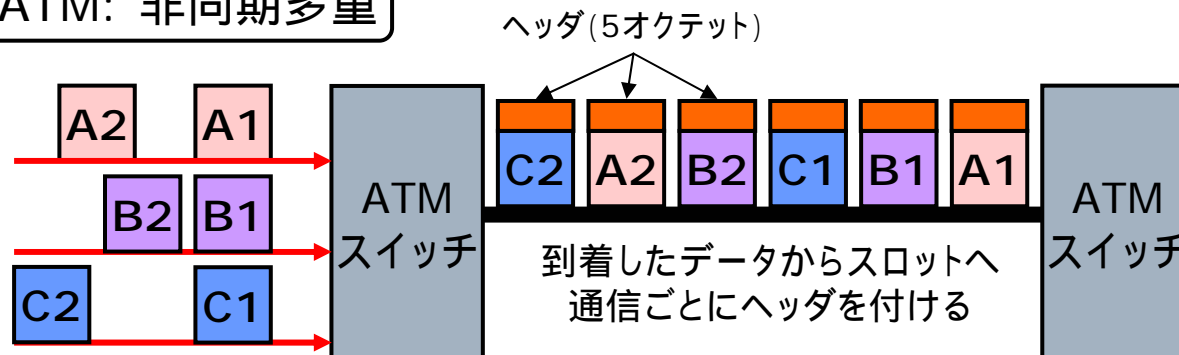 ATM: 非同期多重
ヘッダ(5オクテット)
A2 A1
B2 B1
C2 C1
ATM
スイッチ
C2 A2 B2 C1 B1 A1
到着したデータからスロットへ
通信ごとにヘッダを付ける
ATM
スイッチ